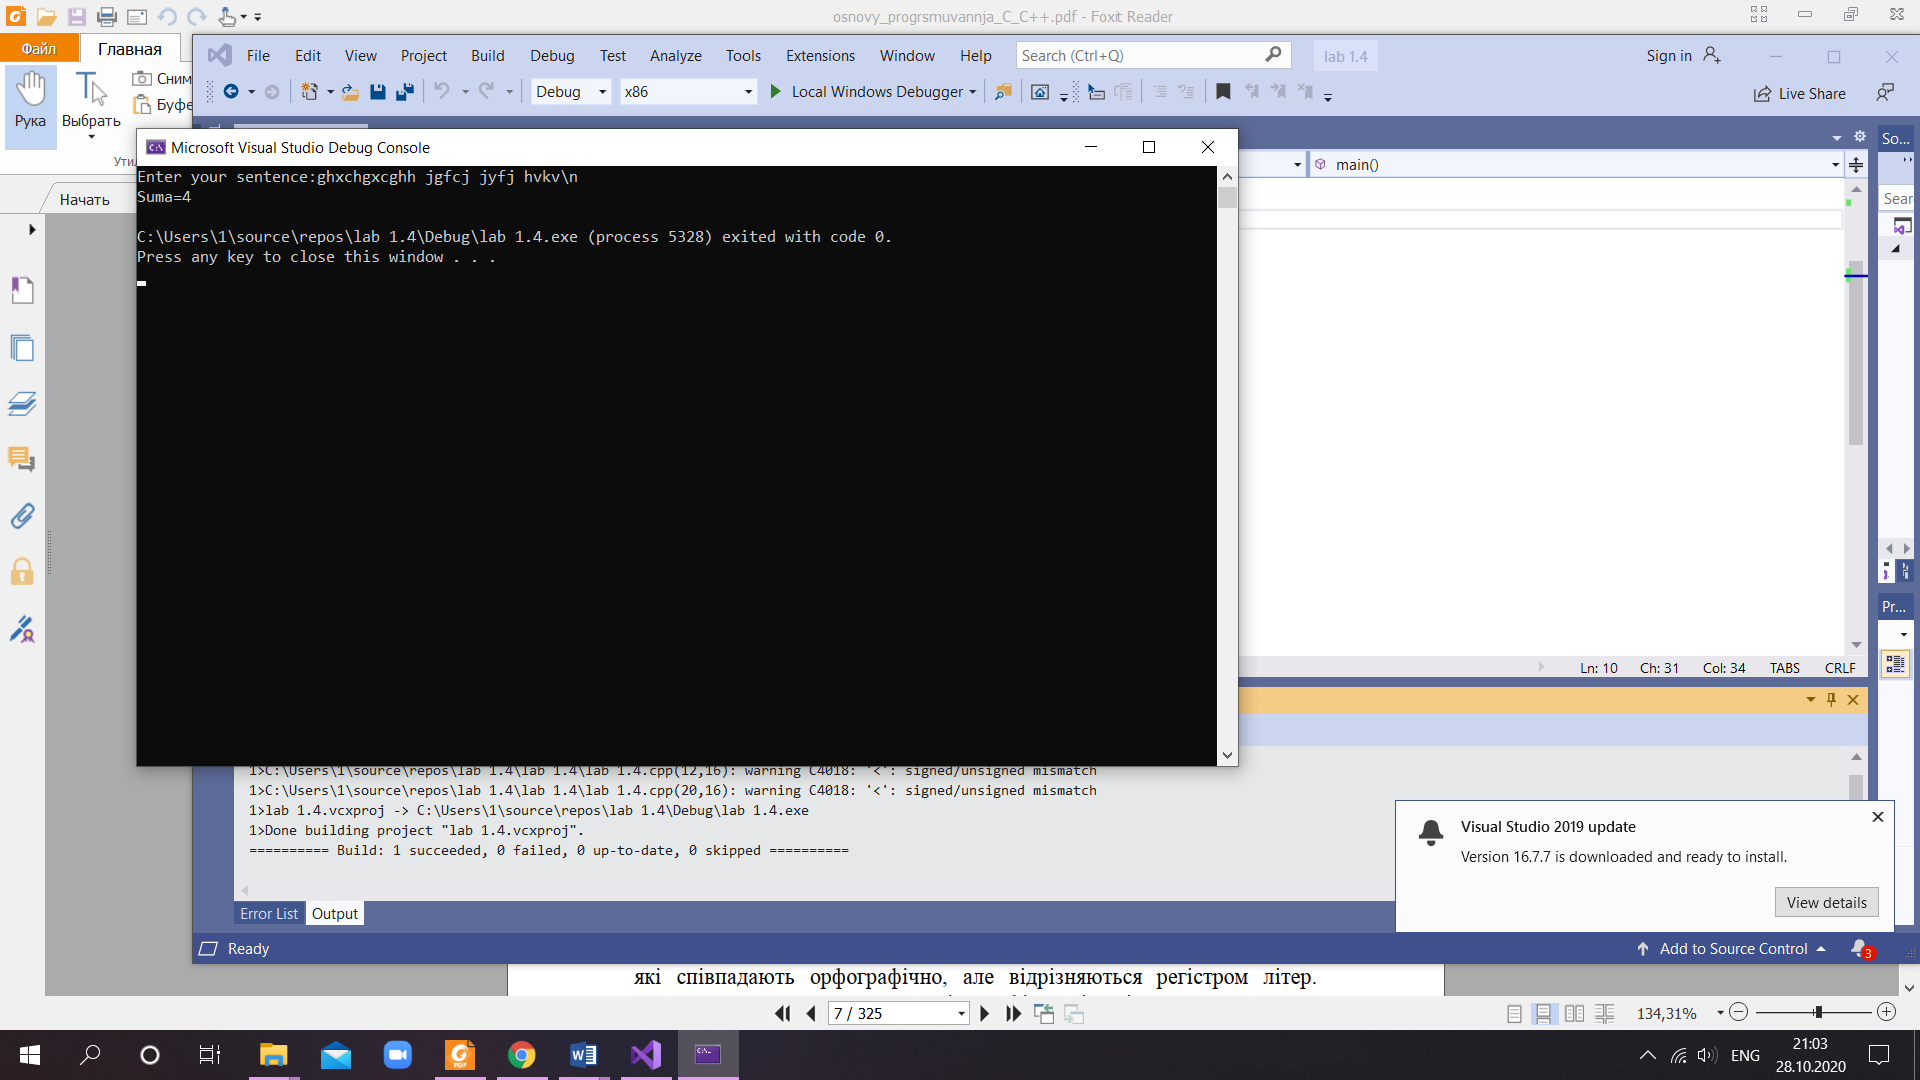 osnovy_progrsmuvannja_C_C++.pdf - Foxit Reader
Файл
Главная
File Edit View Project Build Debug Test Analyze Tools Extensions Window Help
Search (Ctrl+Q)
lab 1.4
Sign in
Сним
Буфе
Рука
Выбрать
Debug
x86
Local Windows Debugger
Live Share
Ути
Начать
C:\
Microsoft Visual Studio Debug Console
So...
main()
Sear
Enter your sentence:ghxchgxcghh jgfcj jyfj hvkv\n
Suma=4
C:\Users\1\source\repos\lab 1.4\Debug\lab 1.4.exe (process 5328) exited with code 0.
Press any key to close this window . . .
Pr...
Ln: 10 Ch: 31 Col: 34 TABS CRLF
1>C:\Users\1\source\repos\lab 1.4\lab 1.4\lab 1.4.cpp(12,16): warning C4018: '<': signed/unsigned mismatch
1>C:\Users\1\source\repos\lab 1.4\lab 1.4\lab 1.4.cpp(20,16): warning C4018: '<': signed/unsigned mismatch
1>lab 1.4.vcxproj -> C:\Users\1\source\repos\lab 1.4\Debug\lab 1.4.exe
1>Done building project "lab 1.4.vcxproj".
========== Build: 1 succeeded, 0 failed, 0 up-to-date, 0 skipped ==========
Visual Studio 2019 update
Version 16.7.7 is downloaded and ready to install.
View details
Error List
Output
Ready
Add to Source Control
3
які співпадають орфографічно, але відрізняються регістром літер.
7 / 325
134,31%
PDF
ENG
21:03
28.10.2020